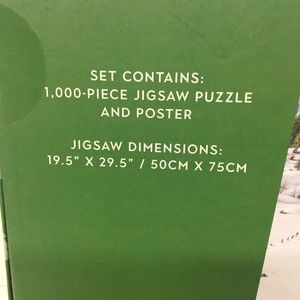 SET CONTAINS:
1,000-PIECE JIGSAW PUZZLE
AND POSTER
JIGSAW DIMENSIONS:
19.5" X 29.5" / 50CM X 75CM